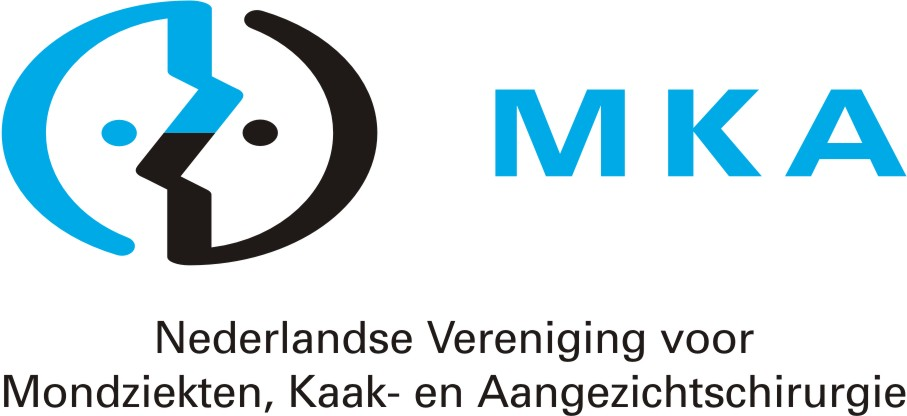 MKA
Nederlandse Vereniging voor
Mondziekten, Kaak- en Aangezichtschirurgie